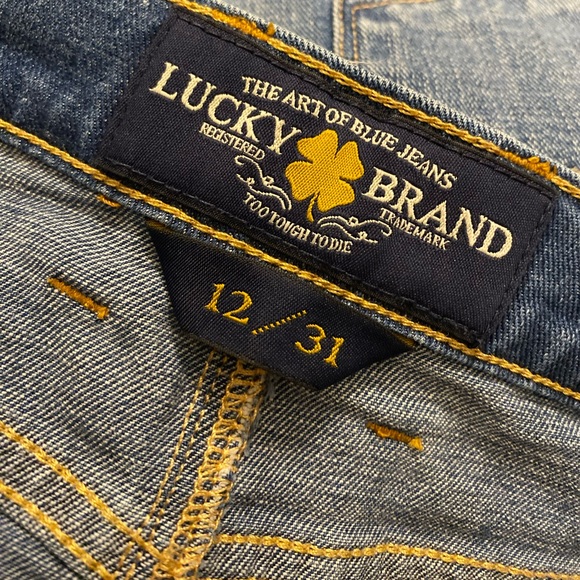 THE ART OF BLUE JEANS
LUCKY BRAND
REGISTERED TRADEMARK
TOO TOUGH TO DIE
12/31